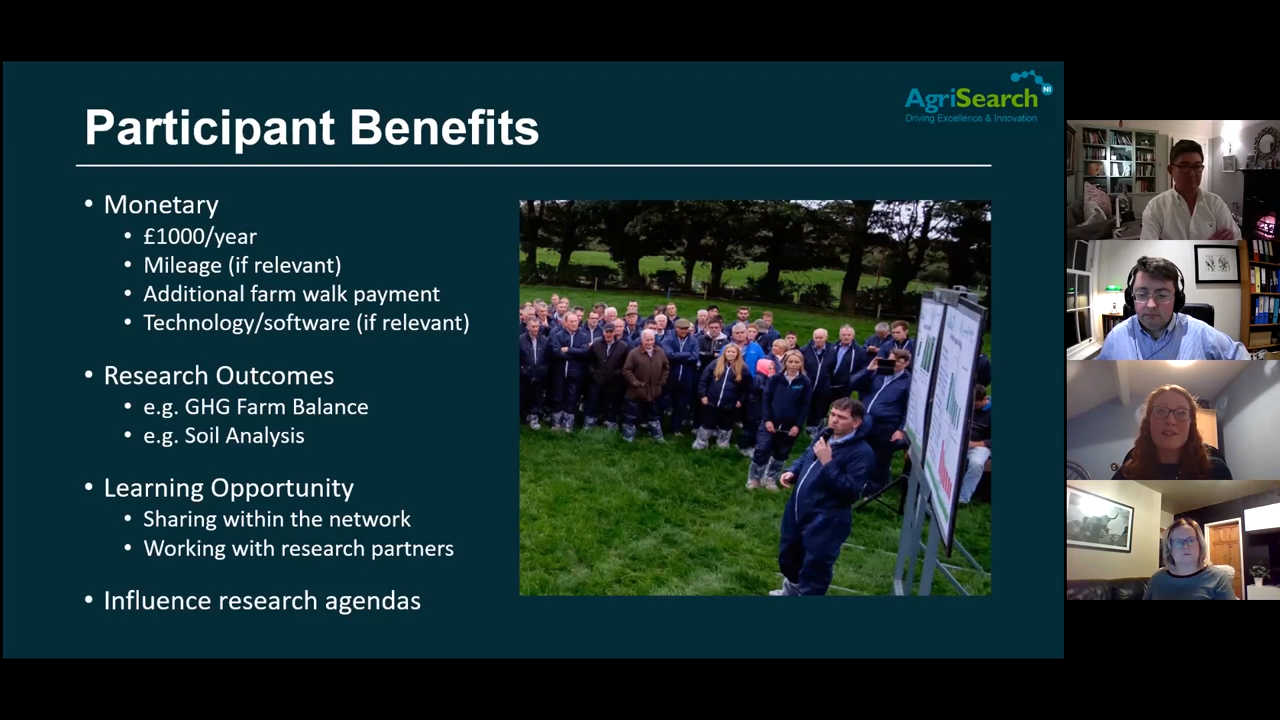 AgriSearch
NI
Driving Excellence & Innovation
Participant Benefits
• Monetary
• £1000/year
• Mileage (if relevant)
• Additional farm walk payment
• Technology/software (if relevant)
• Research Outcomes
• e.g. GHG Farm Balance
• e.g. Soil Analysis
• Learning Opportunity
• Sharing within the network
• Working with research partners
• Influence research agendas